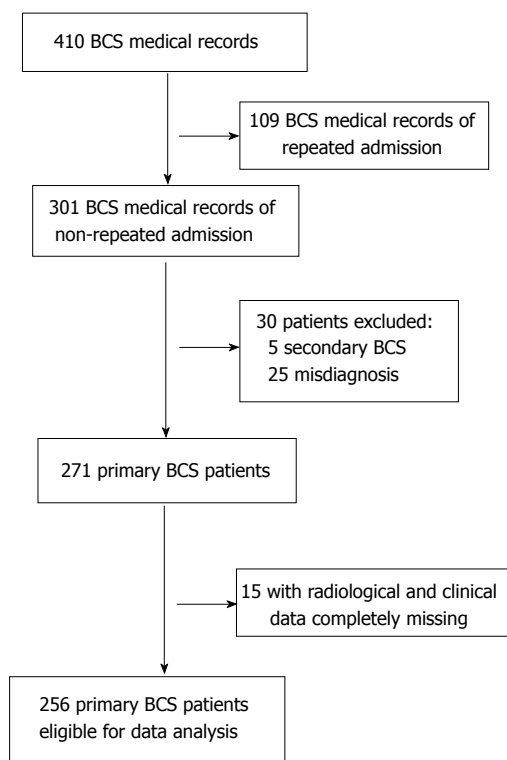 410 BCS medical records
109 BCS medical records of
repeated admission
301 BCS medical records of
non-repeated admission
30 patients excluded:
5 secondary BCS
25 misdiagnosis
271 primary BCS patients
15 with radiological and clinical
data completely missing
256 primary BCS patients
eligible for data analysis